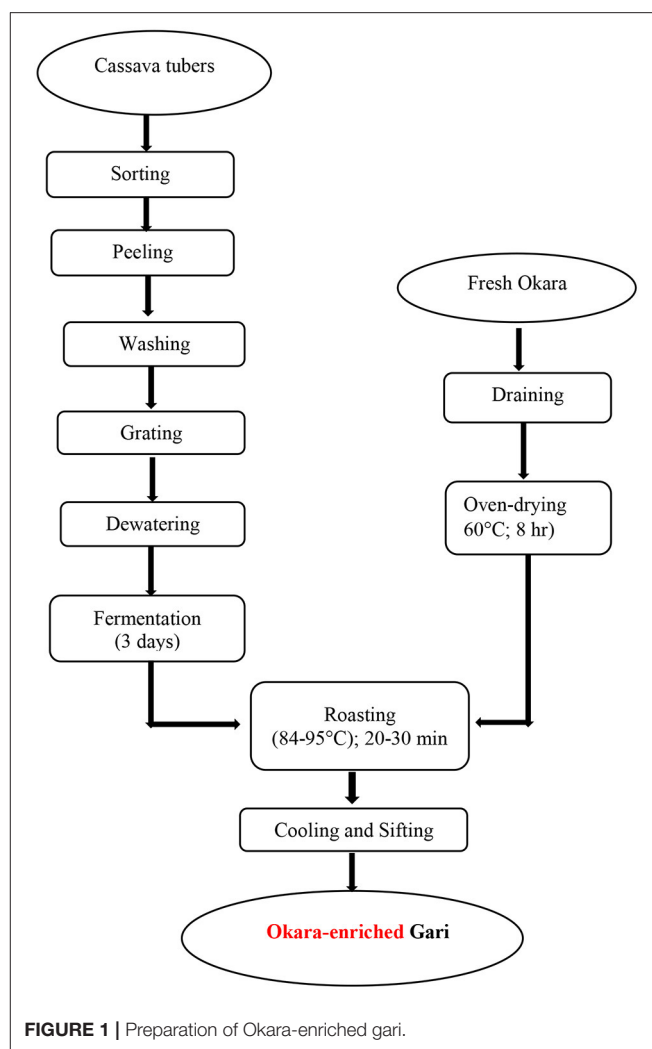 Cassava tubers
Sorting
Peeling
Washing
Grating
Dewatering
Fermentation
(3 days)
Fresh Okara
Draining
Oven-drying
60°C; 8 hr)
Roasting
(84-95°C); 20-30 min
Cooling and Sifting
Okara-enriched Gari
FIGURE 1 | Preparation of Okara-enriched gari.